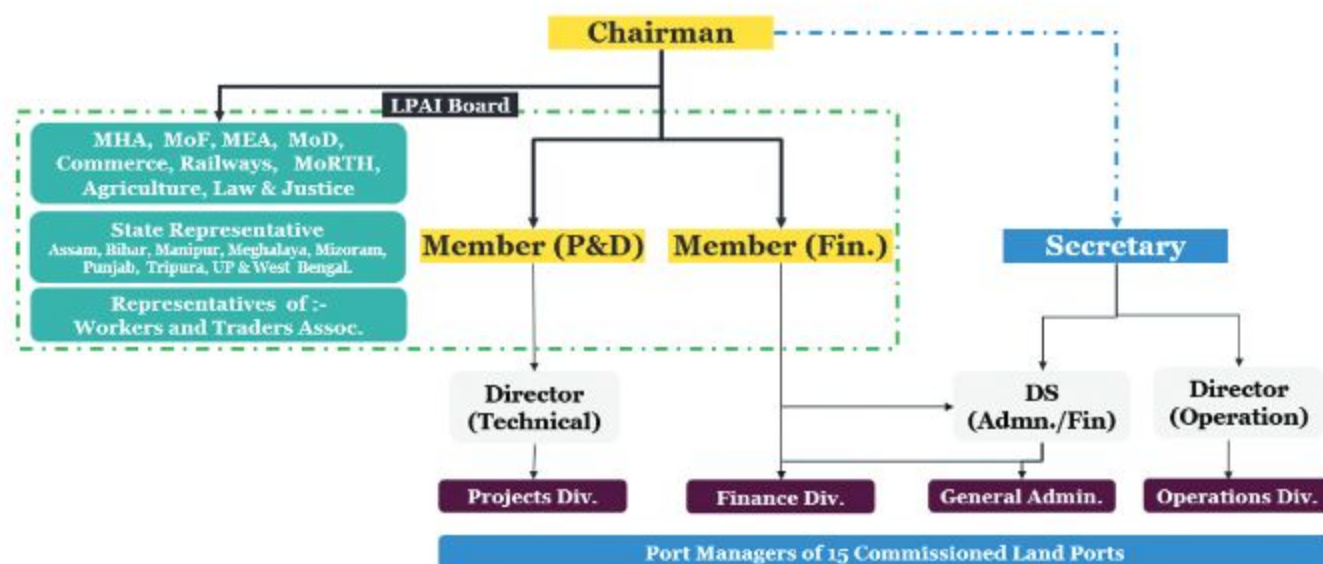 Chairman
LPAI Board
MHA, MoF, MEA, MoD,
Commerce, Railways, MoRTH,
Agriculture, Law & Justice
State Representative
Assam, Bihar, Manipur, Meghalaya, Mizoram,
Punjab, Tripura, UP & West Bengal.
Representatives of :-
Workers and Traders Assoc.
Member (P&D)
Member (Fin.)
Secretary
Director
(Technical)
DS
(Admn./Fin)
Director
(Operation)
Projects Div.
Finance Div.
General Admin.
Operations Div.
Port Managers of 15 Commissioned Land Ports